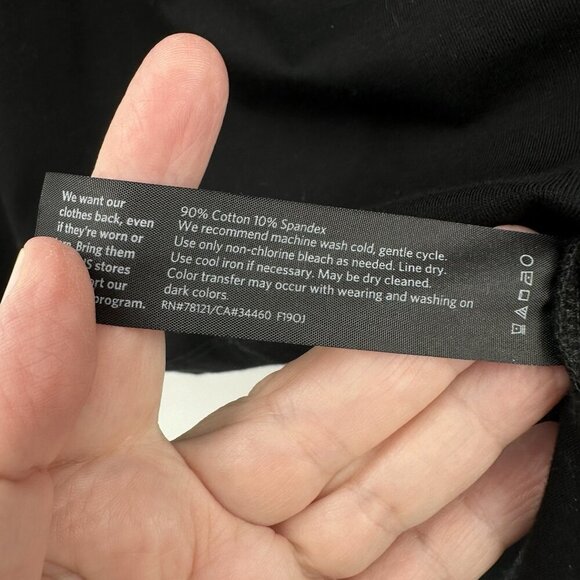 We want our
clothes back, even
if they're worn or
Bring them
stores
our
program.
90% Cotton 10% Spandex
We recommend machine wash cold, gentle cycle.
Use only non-chlorine bleach as needed. Line dry.
Use cool iron if necessary. May be dry cleaned.
Color transfer may occur with wearing and washing on
dark colors.
RN#78121/CA#34460 F19OJ